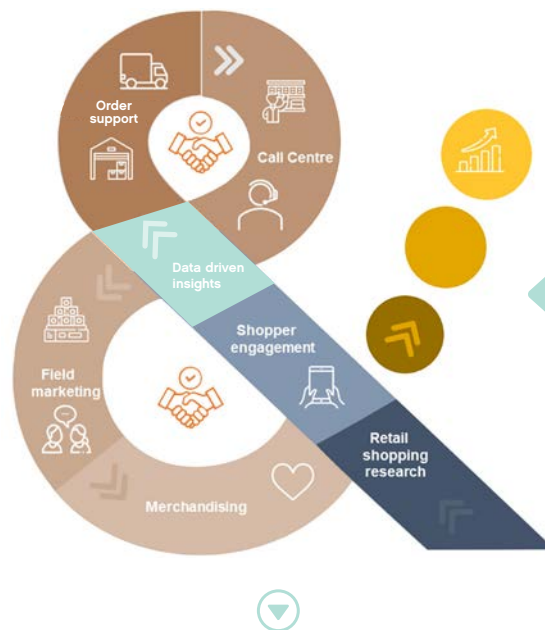 Order
support
Call Centre
Data driven
insights
Shopper
engagement
Field
marketing
Retail
shopping
research
Merchandising